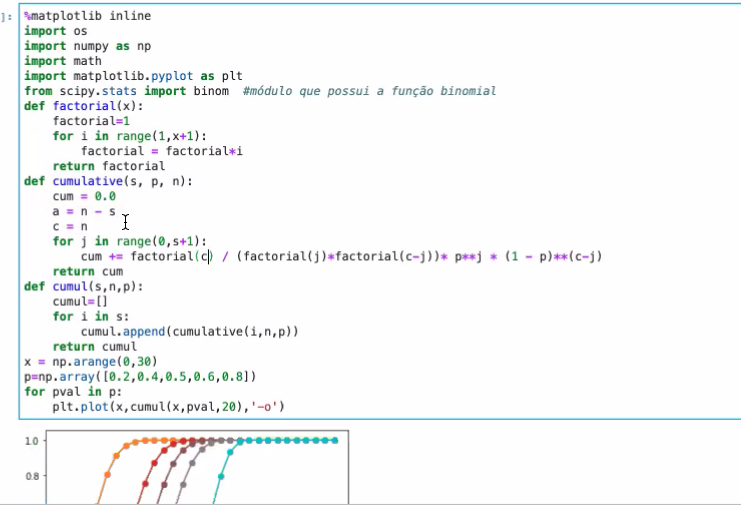 ]:
%matplotlib inline
import os
import numpy as np
import math
import matplotlib.pyplot as plt
from scipy.stats import binom  #módulo que possui a função binomial
def factorial(x):
    factorial=1
    for i in range(1,x+1):
        factorial = factorial*i
    return factorial
def cumulative(s, p, n):
    cum = 0.0
    a = n - s
    c = n
    for j in range(0,s+1):
        cum += factorial(c) / (factorial(j)*factorial(c-j))* p**j * (1 - p)**(c-j)
    return cum
def cumul(s,n,p):
    cumul=[]
    for i in s:
        cumul.append(cumulative(i,n,p))
    return cumul
x = np.arange(0,30)
p=np.array([0.2,0.4,0.5,0.6,0.8])
for pval in p:
    plt.plot(x,cumul(x,pval,20),'-o')
1.0
0.8